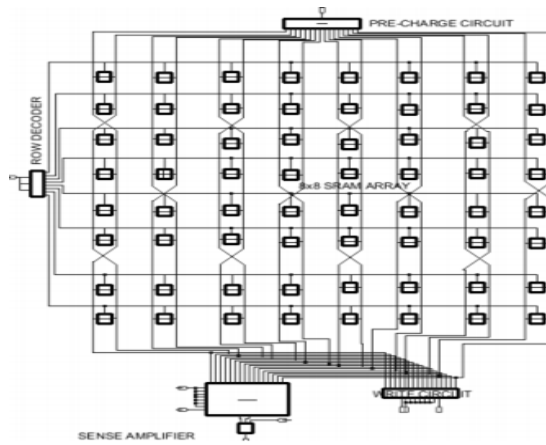 PRE-CHARGE CIRCUIT
ROW DECODER
8x8 SRAM ARRAY
WRITE CIRCUIT
SENSE AMPLIFIER